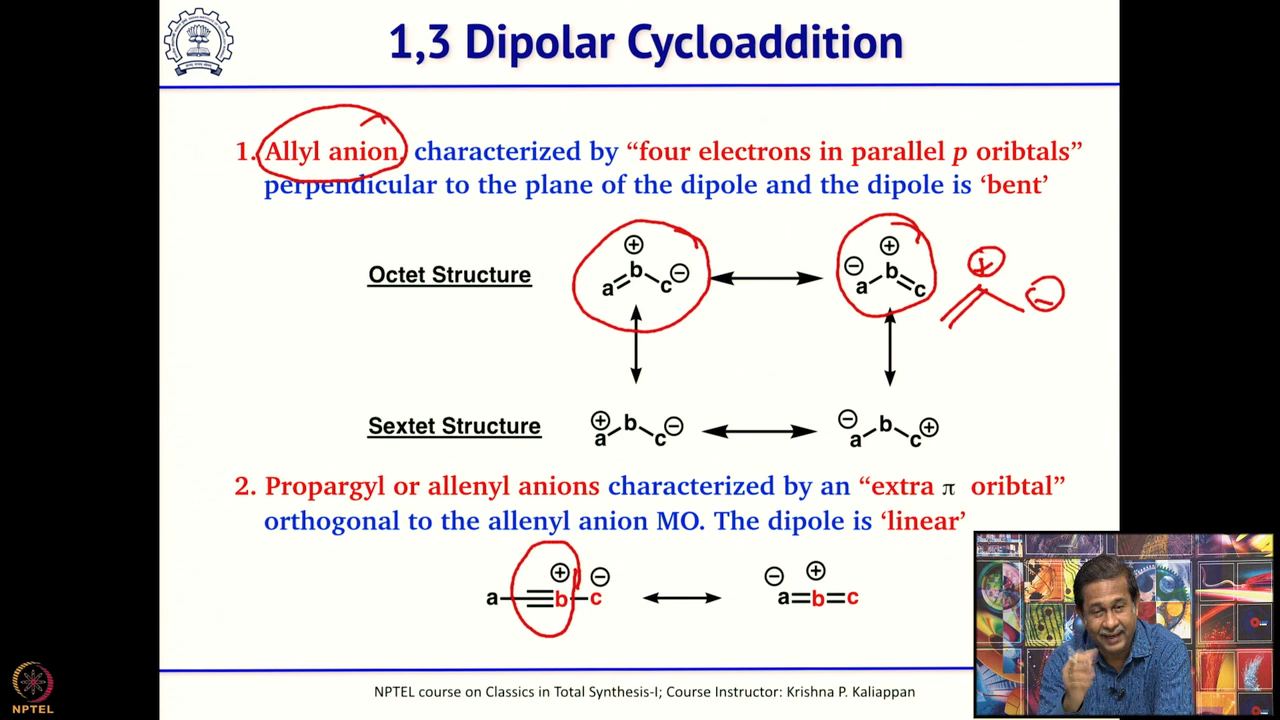 1,3 Dipolar Cycloaddition
1. Allyl anion, characterized by “four electrons in parallel p oribtals”
perpendicular to the plane of the dipole and the dipole is ‘bent’
Octet Structure
⊕ ⊕
a=b-c⊖ ⊖a-b=c ⊕ ⊖
Sextet Structure
⊕a-b-c⊖ ⊖a-b-c⊕
2. Propargyl or allenyl anions characterized by an “extra π oribtal”
orthogonal to the allenyl anion MO. The dipole is ‘linear’
⊕ ⊖ ⊖ ⊕
a-≡b-c a=b=c
NPTEL course on Classics in Total Synthesis-I; Course Instructor: Krishna P. Kaliappan
NPTEL